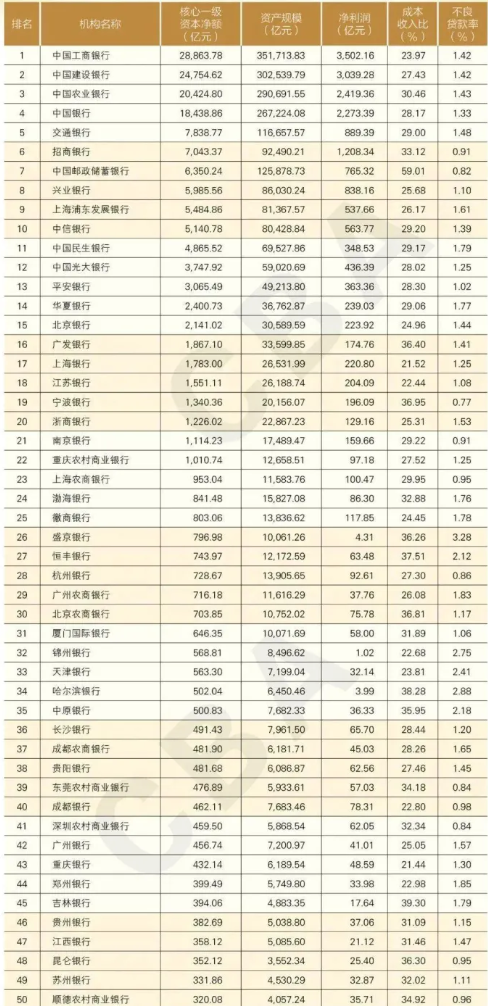 排名 机构名称 核心一级资本净额（亿元） 资产规模（亿元） 净利润（亿元） 成本收入比（%） 不良贷款率（%）
1 中国工商银行 28,863.78 351,713.83 3,502.16 23.97 1.42
2 中国建设银行 24,754.62 302,539.79 3,039.28 27.43 1.42
3 中国农业银行 20,424.80 290,691.55 2,419.36 30.46 1.43
4 中国银行 18,438.86 267,224.08 2,273.39 28.17 1.33
5 交通银行 7,838.77 116,657.57 889.39 29.00 1.48
6 招商银行 7,043.37 92,490.21 1,208.34 33.12 0.91
7 中国邮政储蓄银行 6,350.24 125,878.73 765.32 59.01 0.82
8 兴业银行 5,985.56 86,030.24 838.16 25.68 1.10
9 上海浦东发展银行 5,484.86 81,367.57 537.66 26.17 1.61
10 中信银行 5,140.78 80,428.84 563.77 29.20 1.39
11 中国民生银行 4,865.52 69,527.86 348.53 29.17 1.79
12 中国光大银行 3,747.92 59,020.69 436.39 28.02 1.25
13 平安银行 3,065.49 49,213.80 363.36 28.30 1.02
14 华夏银行 2,400.73 36,762.87 239.03 29.06 1.77
15 北京银行 2,141.02 30,589.59 223.92 24.96 1.44
16 广发银行 1,867.10 33,599.85 174.76 36.40 1.41
17 上海银行 1,783.00 26,531.99 220.80 21.52 1.25
18 江苏银行 1,551.11 26,188.74 204.09 22.44 1.08
19 宁波银行 1,340.36 20,156.07 196.09 36.95 0.77
20 浙商银行 1,226.02 22,867.23 129.16 25.31 1.53
21 南京银行 1,114.23 17,489.47 159.66 29.22 0.91
22 重庆农村商业银行 1,010.74 12,658.51 97.18 27.52 1.25
23 上海农商银行 953.04 11,583.76 100.47 29.95 0.95
24 渤海银行 841.48 15,827.08 86.30 32.88 1.76
25 徽商银行 803.06 13,836.62 117.85 24.45 1.78
26 盛京银行 796.98 10,061.26 4.31 36.26 3.28
27 恒丰银行 743.97 12,172.59 63.48 37.51 2.12
28 杭州银行 728.67 13,905.65 92.61 27.30 0.86
29 广州农商银行 716.18 11,616.29 37.76 26.08 1.83
30 北京农商银行 703.85 10,752.02 75.78 36.81 1.17
31 厦门国际银行 646.35 10,071.69 58.00 31.89 1.06
32 锦州银行 568.81 8,496.62 1.02 22.68 2.75
33 天津银行 563.30 7,199.04 32.14 23.81 2.41
34 哈尔滨银行 502.04 6,450.46 3.99 38.28 2.88
35 中原银行 500.83 7,682.33 36.33 35.95 2.18
36 长沙银行 491.43 7,961.50 65.70 28.44 1.20
37 成都农商银行 481.90 6,181.71 45.03 28.26 1.65
38 贵阳银行 481.68 6,086.87 62.56 27.46 1.45
39 东莞农村商业银行 476.89 5,933.61 57.03 34.18 0.84
40 成都银行 462.11 7,683.46 78.31 22.80 0.98
41 深圳农村商业银行 459.50 5,868.54 62.05 32.34 0.84
42 广州银行 456.74 7,200.97 41.01 25.05 1.57
43 重庆银行 432.14 6,189.54 48.59 21.44 1.30
44 郑州银行 399.49 5,749.80 33.98 22.98 1.85
45 吉林银行 394.06 4,883.35 17.64 39.30 1.79
46 贵州银行 382.69 5,038.80 37.06 31.09 1.15
47 江西银行 358.12 5,085.60 21.12 31.46 1.47
48 昆仑银行 352.12 3,552.34 25.40 36.30 0.95
49 苏州银行 331.86 4,530.29 32.87 32.02 1.11
50 顺德农村商业银行 320.08 4,057.24 35.71 34.92 0.96
CBA
CBA